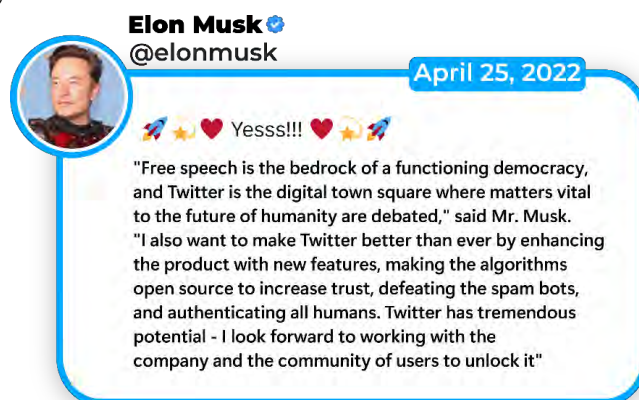 Elon Musk
@elonmusk
April 25, 2022
🚀💫❤️ Yesss!!! ❤️💫🚀
"Free speech is the bedrock of a functioning democracy,
and Twitter is the digital town square where matters vital
to the future of humanity are debated," said Mr. Musk.
"I also want to make Twitter better than ever by enhancing
the product with new features, making the algorithms
open source to increase trust, defeating the spam bots,
and authenticating all humans. Twitter has tremendous
potential - I look forward to working with the
company and the community of users to unlock it"